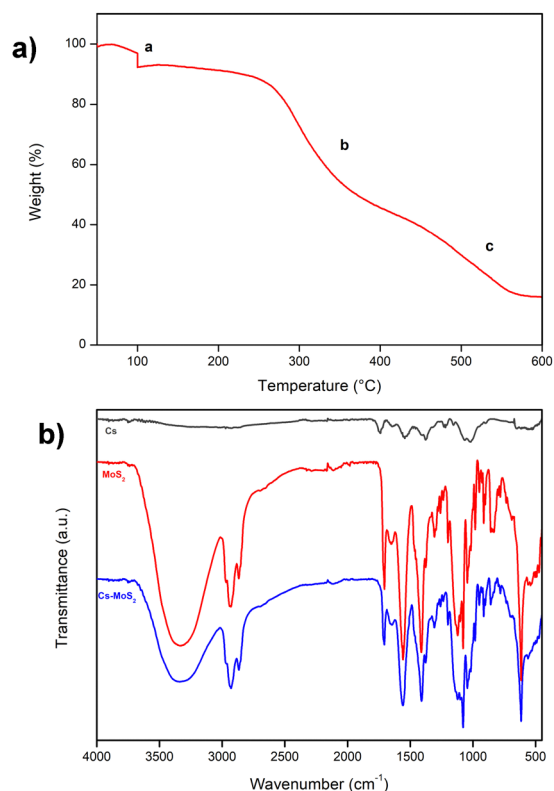 a)
100
80
60
40
20
0
Weight (%)
a
b
c
100
200
300
400
500
600
Temperature (°C)
b)
Cs
MoS₂
Cs-MoS₂
Transmittance (a.u.)
4000
3500
3000
2500
2000
1500
1000
500
Wavenumber (cm⁻¹)